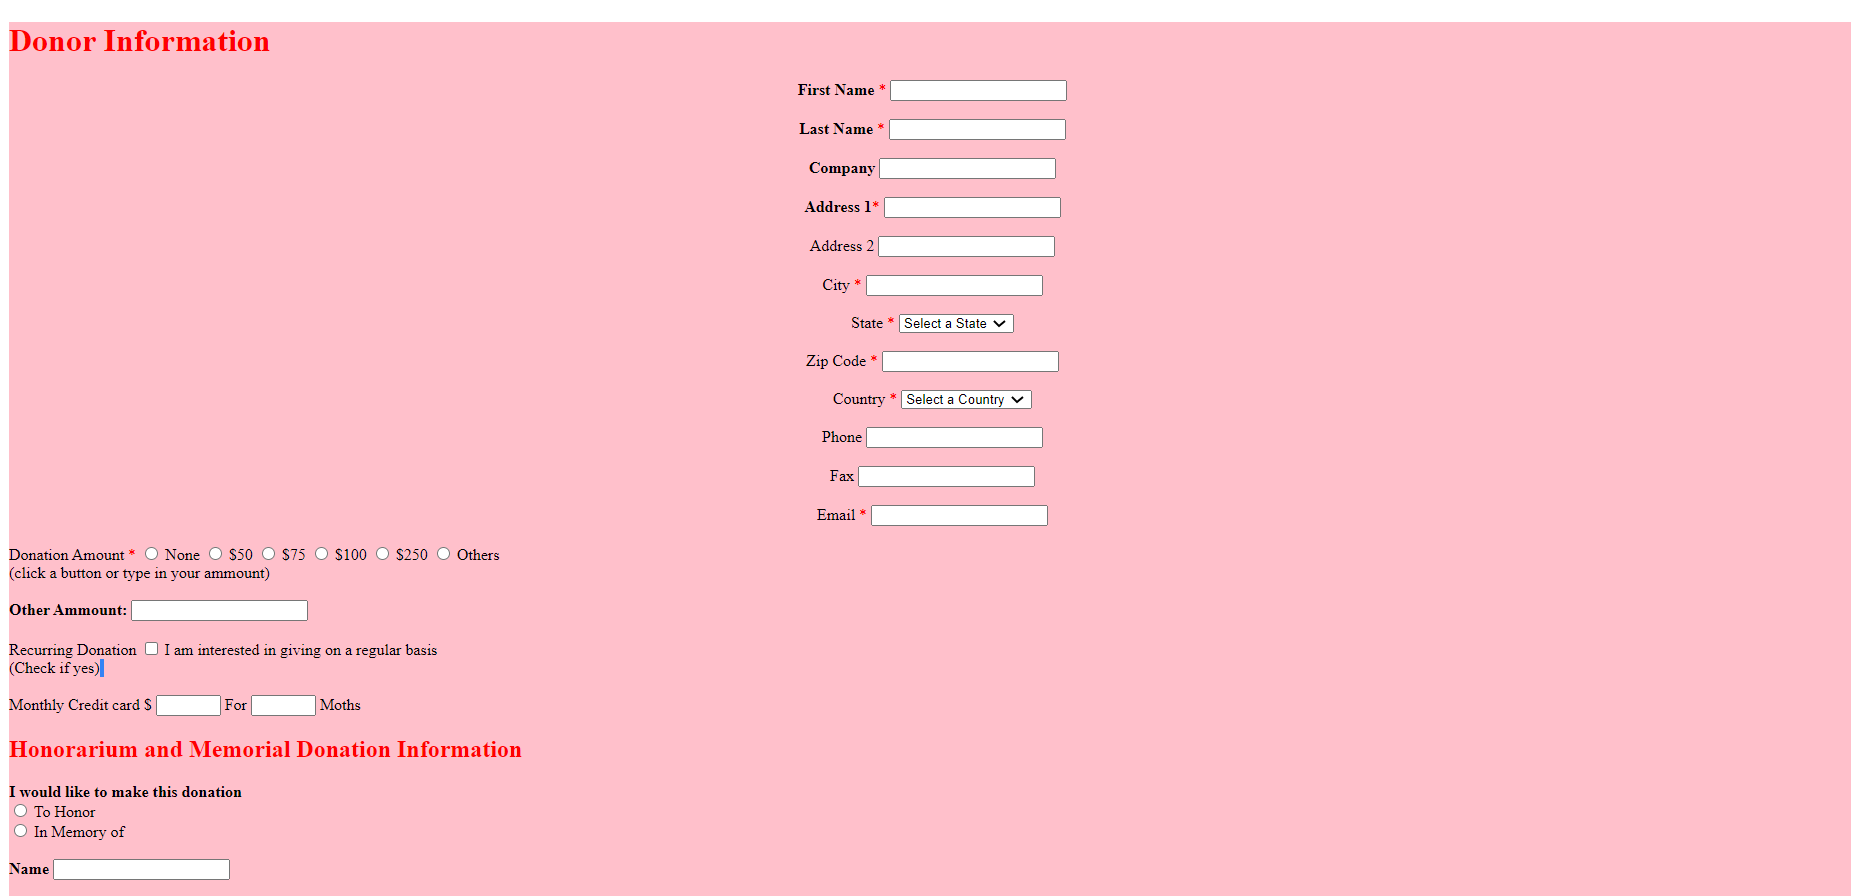 Donor Information
First Name *
Last Name *
Company
Address 1*
Address 2
City *
State * Select a State
Zip Code *
Country * Select a Country
Phone
Fax
Email *
Donation Amount * None $50 $75 $100 $250 Others
(click a button or type in your ammount)
Other Ammount:
Recurring Donation I am interested in giving on a regular basis
(Check if yes)
Monthly Credit card $ For Moths
Honorarium and Memorial Donation Information
I would like to make this donation
To Honor
In Memory of
Name